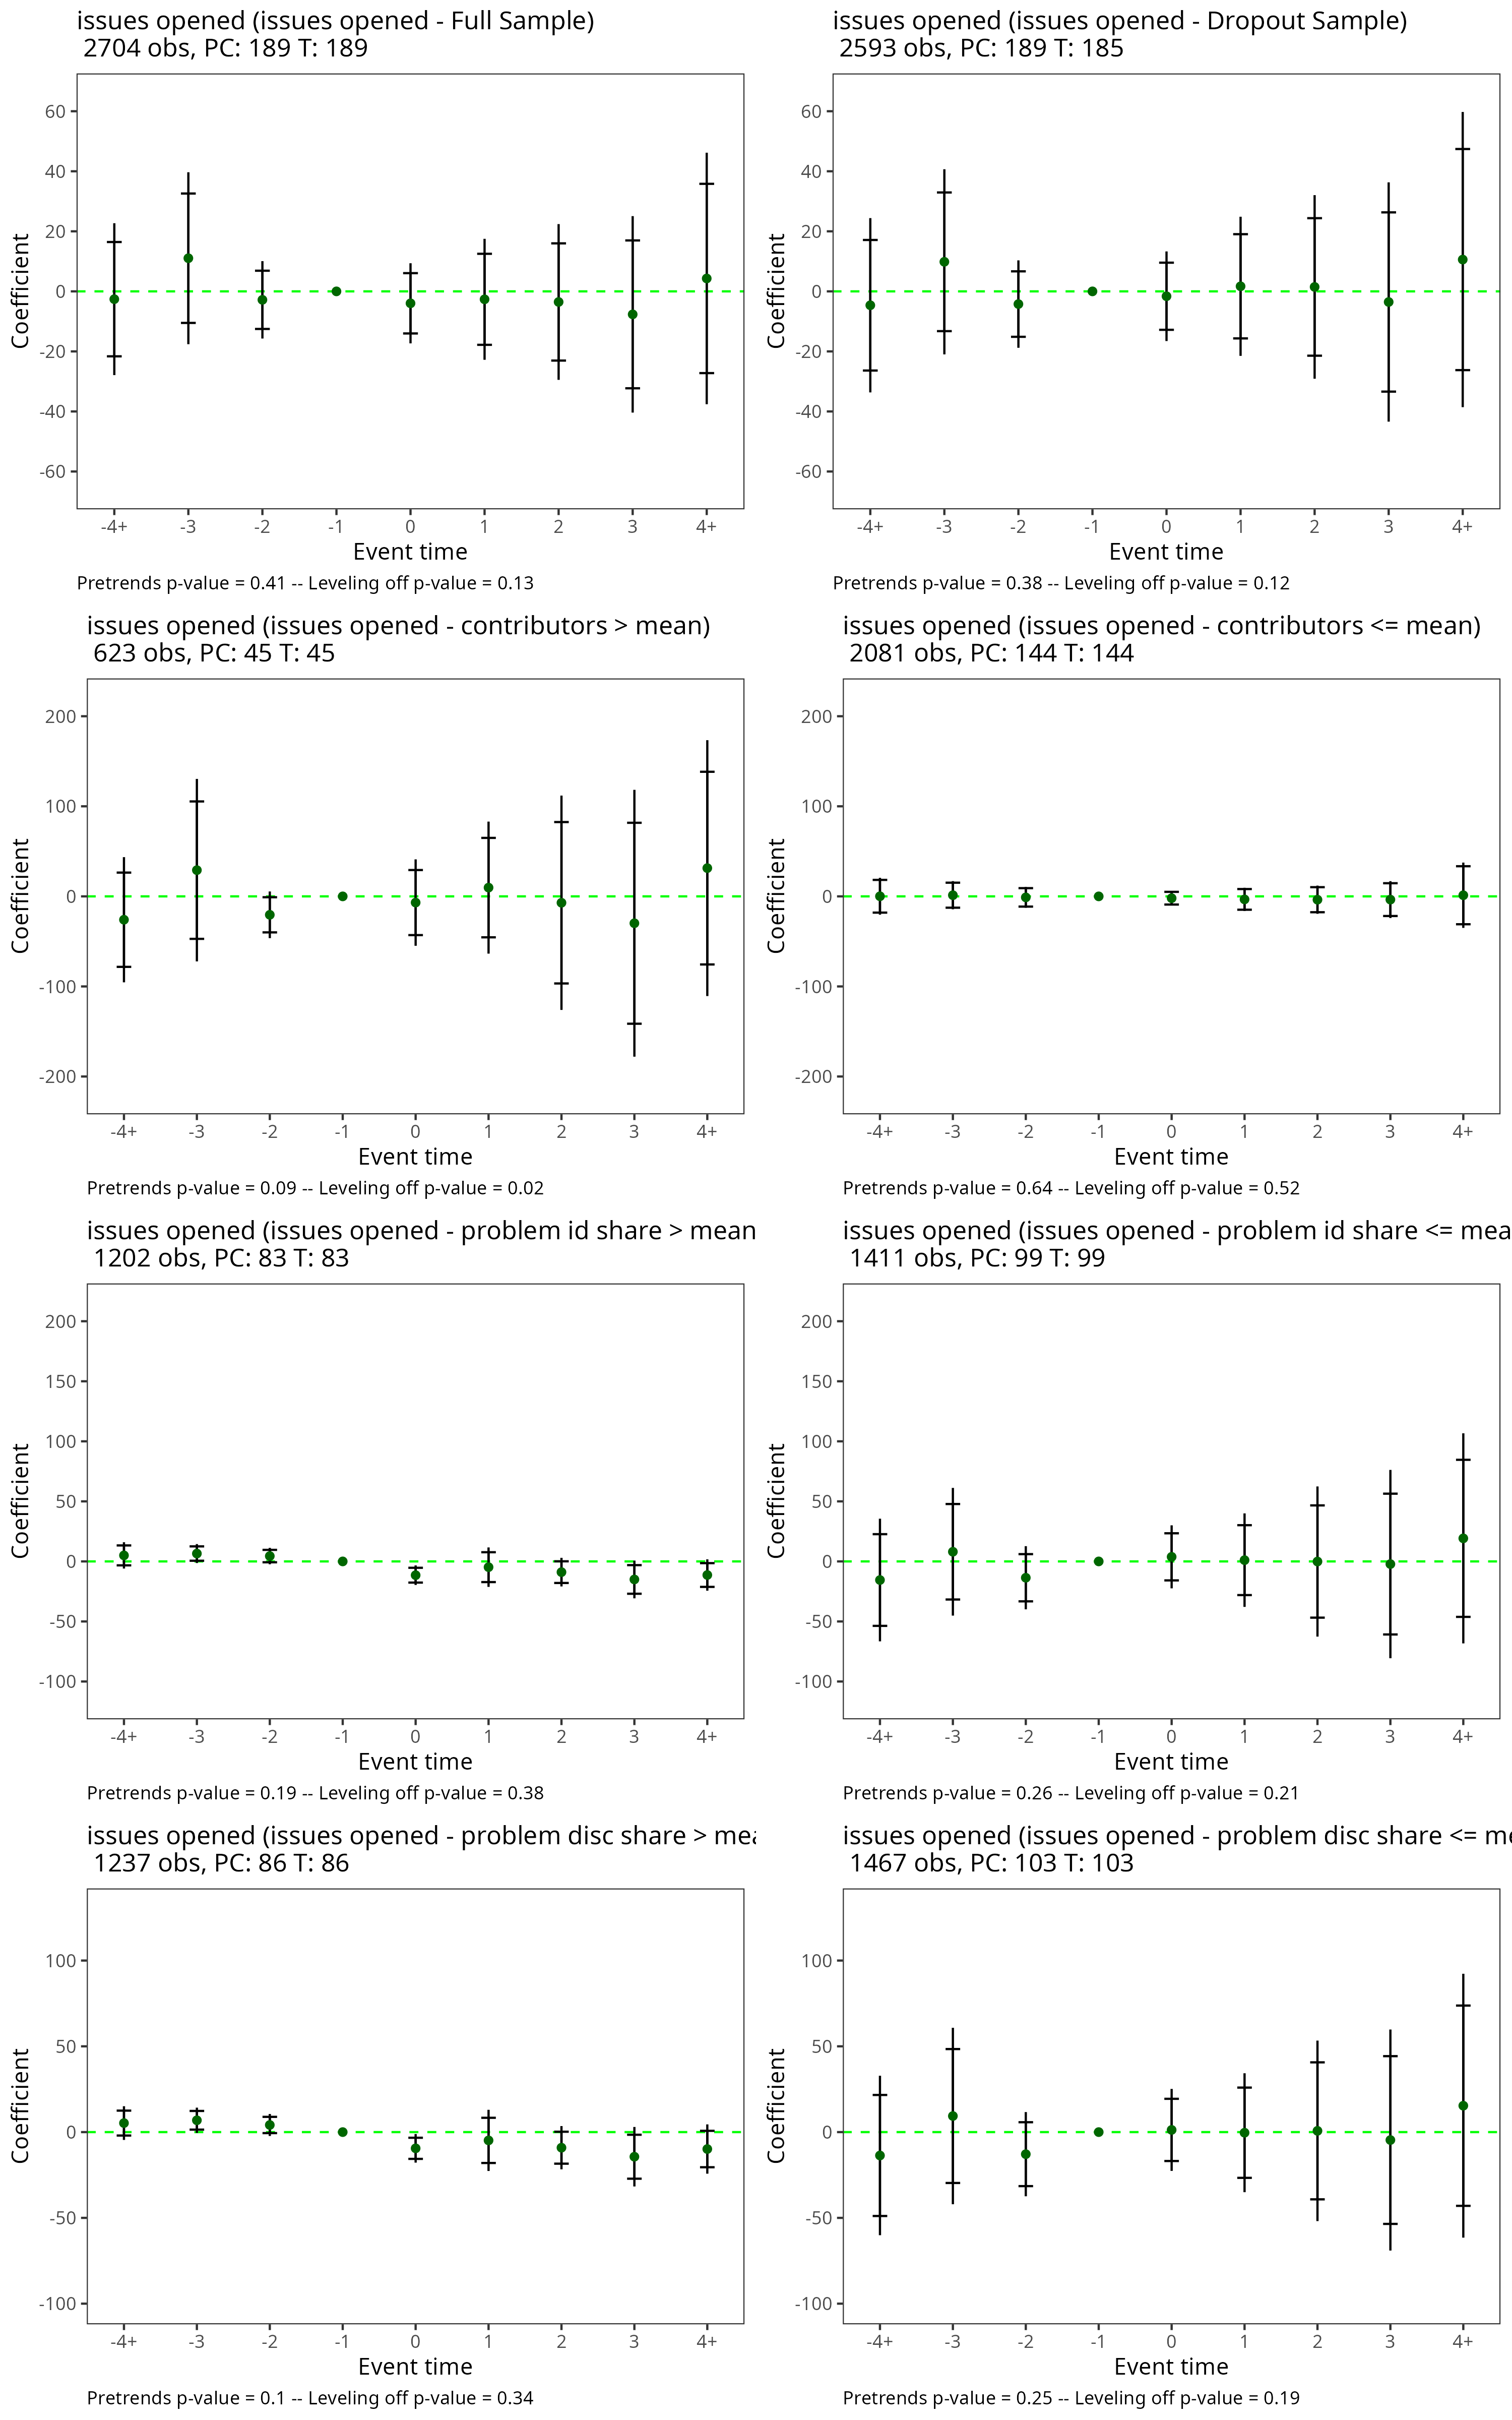 issues opened (issues opened - Full Sample)
2704 obs, PC: 189 T: 189
60
40
20
0
-20
-40
-60
Coefficient
-4+ -3 -2 -1 0 1 2 3 4+
Event time
Pretrends p-value = 0.41 -- Leveling off p-value = 0.13
issues opened (issues opened - Dropout Sample)
2593 obs, PC: 189 T: 185
60
40
20
0
-20
-40
-60
Coefficient
-4+ -3 -2 -1 0 1 2 3 4+
Event time
Pretrends p-value = 0.38 -- Leveling off p-value = 0.12
issues opened (issues opened - contributors > mean)
623 obs, PC: 45 T: 45
200
100
0
-100
-200
Coefficient
-4+ -3 -2 -1 0 1 2 3 4+
Event time
Pretrends p-value = 0.09 -- Leveling off p-value = 0.02
issues opened (issues opened - contributors <= mean)
2081 obs, PC: 144 T: 144
200
100
0
-100
-200
Coefficient
-4+ -3 -2 -1 0 1 2 3 4+
Event time
Pretrends p-value = 0.64 -- Leveling off p-value = 0.52
issues opened (issues opened - problem id share > mean
1202 obs, PC: 83 T: 83
200
150
100
50
0
-50
-100
Coefficient
-4+ -3 -2 -1 0 1 2 3 4+
Event time
Pretrends p-value = 0.19 -- Leveling off p-value = 0.38
issues opened (issues opened - problem id share <= mea
1411 obs, PC: 99 T: 99
200
150
100
50
0
-50
-100
Coefficient
-4+ -3 -2 -1 0 1 2 3 4+
Event time
Pretrends p-value = 0.26 -- Leveling off p-value = 0.21
issues opened (issues opened - problem disc share > mea
1237 obs, PC: 86 T: 86
100
50
0
-50
-100
Coefficient
-4+ -3 -2 -1 0 1 2 3 4+
Event time
Pretrends p-value = 0.1 -- Leveling off p-value = 0.34
issues opened (issues opened - problem disc share <= me
1467 obs, PC: 103 T: 103
100
50
0
-50
-100
Coefficient
-4+ -3 -2 -1 0 1 2 3 4+
Event time
Pretrends p-value = 0.25 -- Leveling off p-value = 0.19